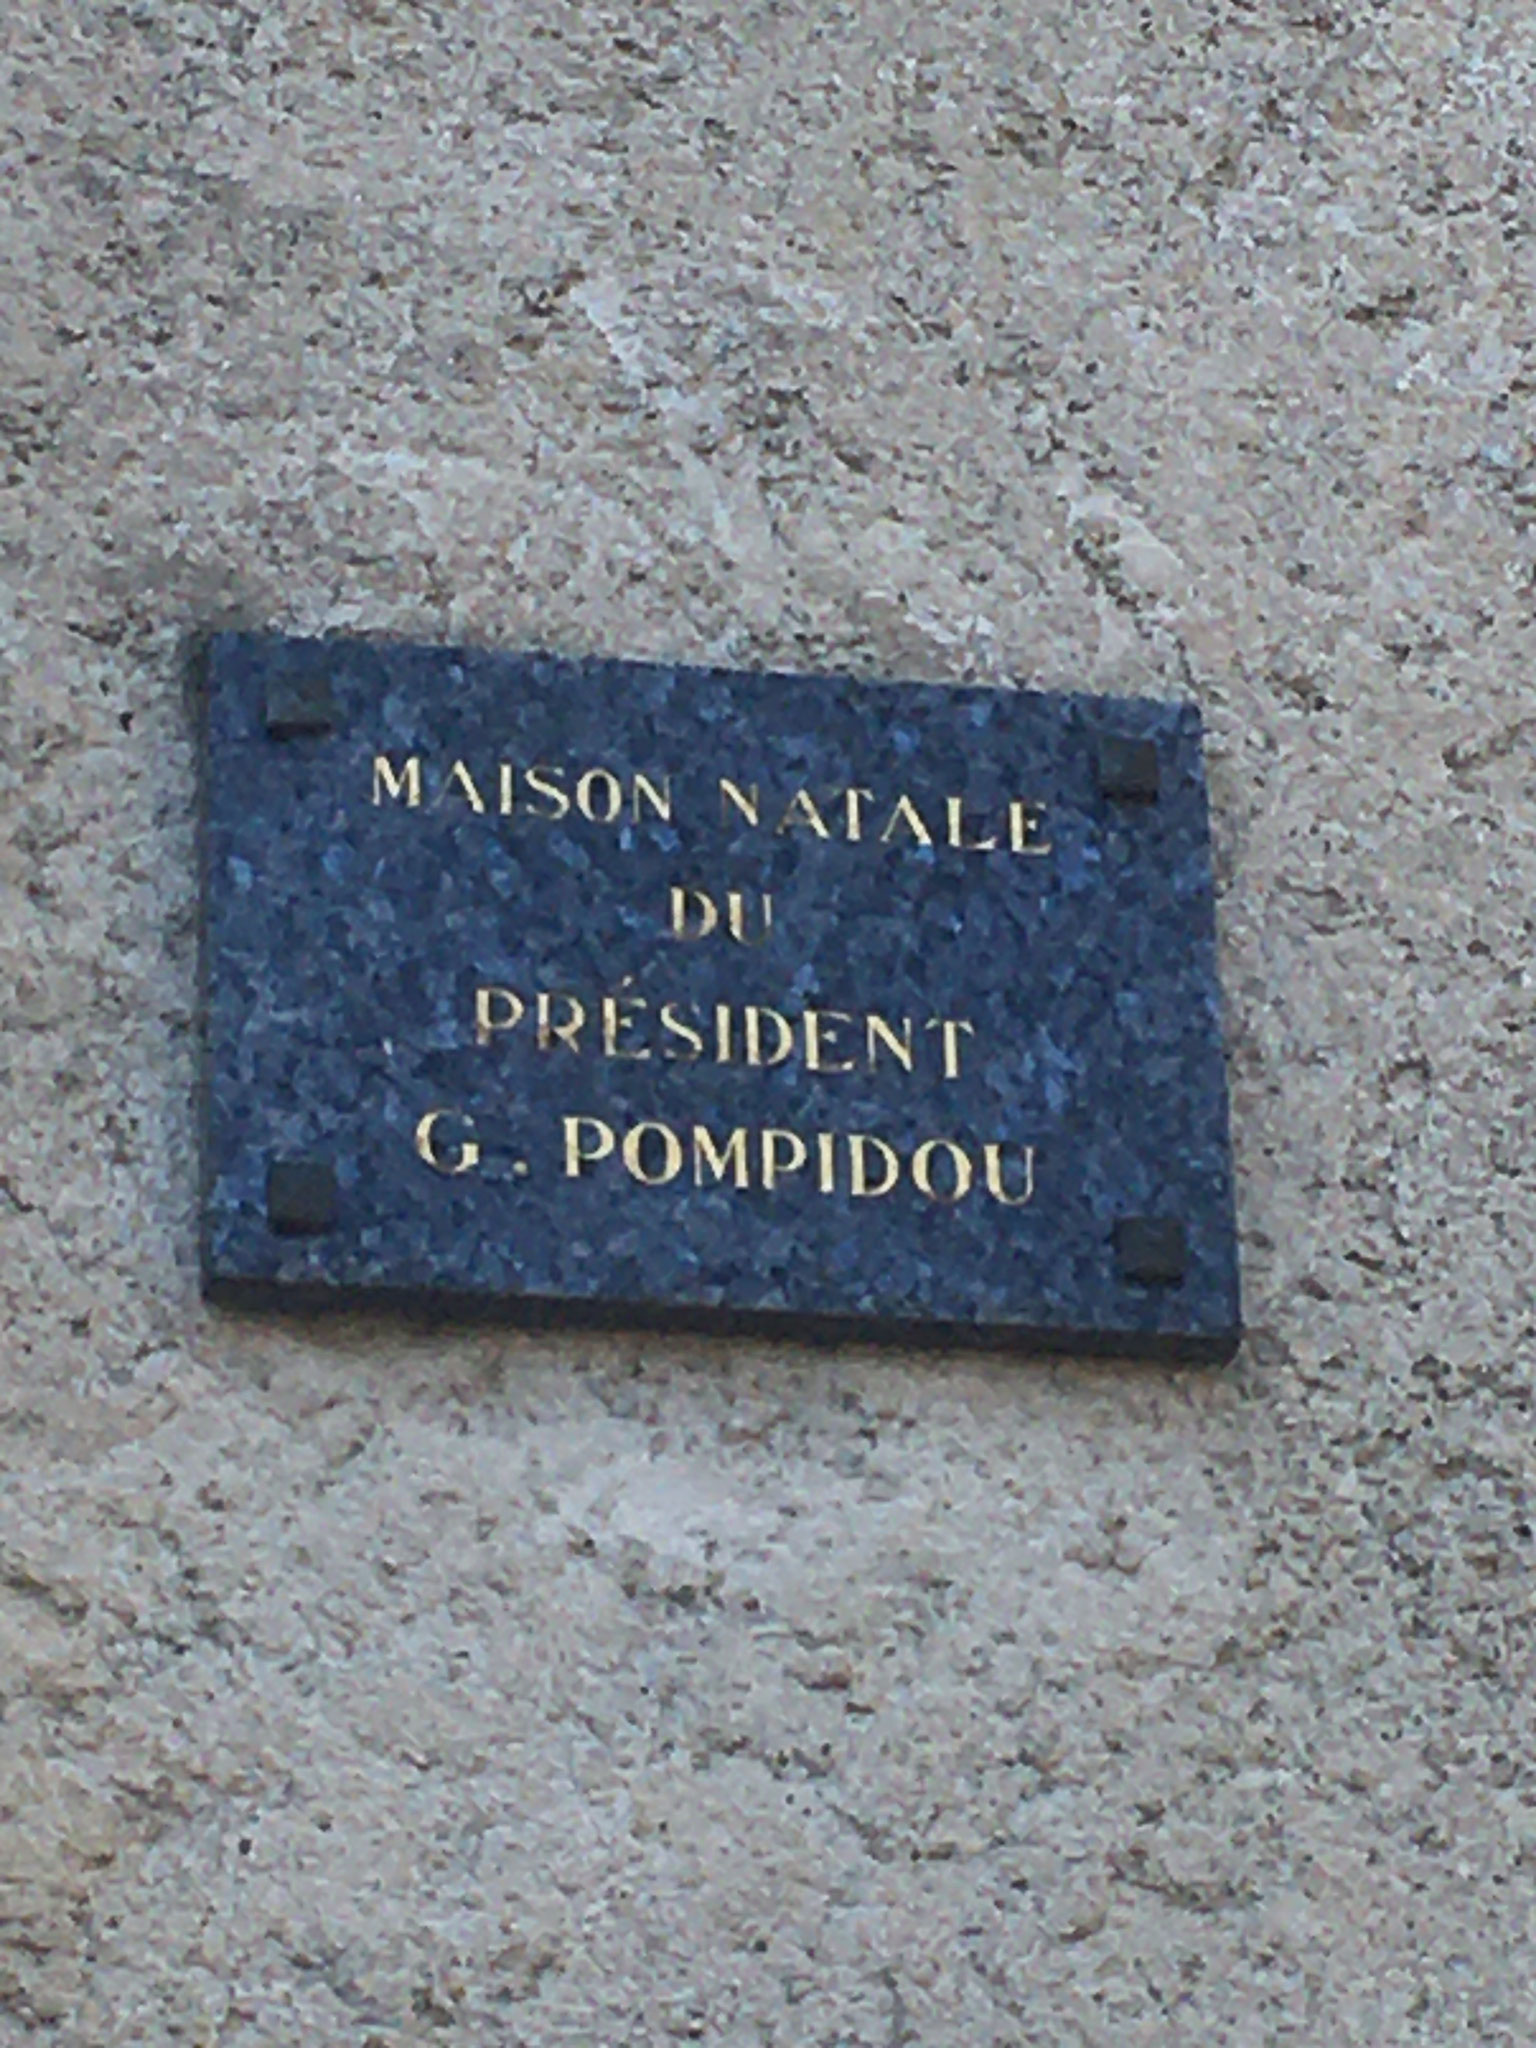 MAISON NATALE
DU
PRÉSIDENT
G. POMPIDOU